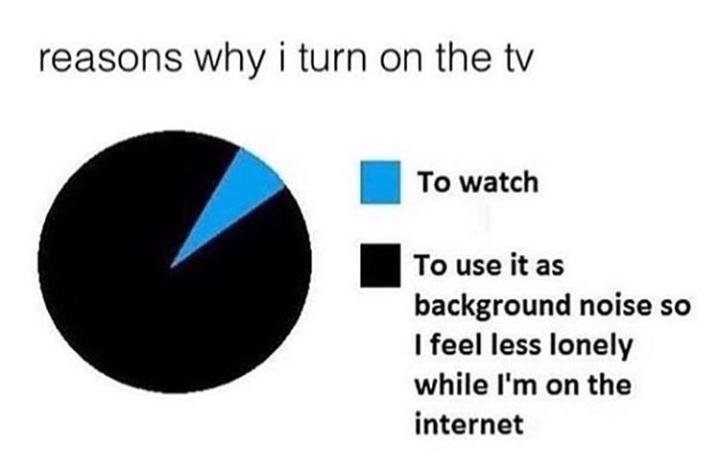 reasons why i turn on the tv
To watch
To use it as
background noise so
I feel less lonely
while I'm on the
internet